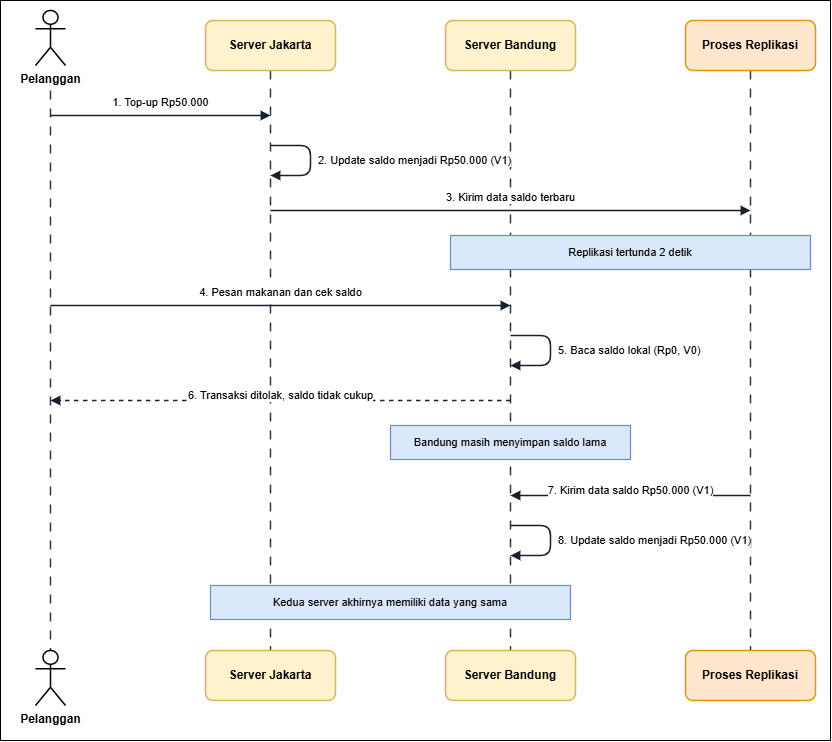 Pelanggan
Server Jakarta
Server Bandung
Proses Replikasi
1. Top-up Rp50.000
2. Update saldo menjadi Rp50.000 (V1)
3. Kirim data saldo terbaru
Replikasi tertunda 2 detik
4. Pesan makanan dan cek saldo
5. Baca saldo lokal (Rp0, V0)
6. Transaksi ditolak, saldo tidak cukup
Bandung masih menyimpan saldo lama
7. Kirim data saldo Rp50.000 (V1)
8. Update saldo menjadi Rp50.000 (V1)
Kedua server akhirnya memiliki data yang sama
Pelanggan
Server Jakarta
Server Bandung
Proses Replikasi